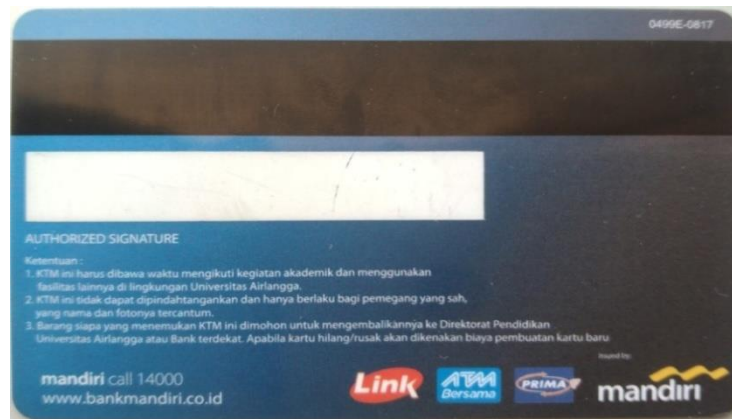 0499E-0817
AUTHORIZED SIGNATURE
Ketentuan :
1. KTM ini harus dibawa waktu mengikuti kegiatan akademik dan menggunakan
fasilitas lainnya di lingkungan Universitas Airlangga.
2. KTM ini tidak dapat dipindahtangankan dan hanya berlaku bagi pemegang yang sah,
yang nama dan fotonya tercantum.
3. Barang siapa yang menemukan KTM ini dimohon untuk mengembalikannya ke Direktorat Pendidikan
Universitas Airlangga atau Bank terdekat. Apabila kartu hilang/rusak akan dikenakan biaya pembuatan kartu baru
mandiri call 14000
www.bankmandiri.co.id
Link
ATM
Bersama
PRIMA
Issued by:
mandiri